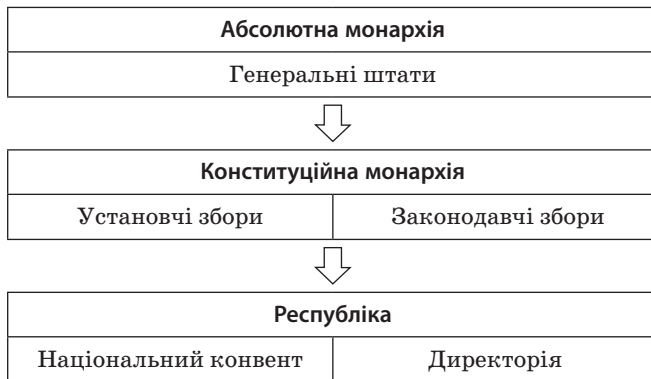 Абсолютна монархія
Генеральні штати
Конституційна монархія
Установчі збори
Законодавчі збори
Республіка
Національний конвент
Директорія